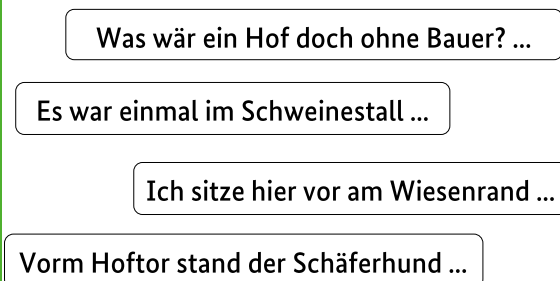 Was wär ein Hof doch ohne Bauer? ...
Es war einmal im Schweinestall ...
Ich sitze hier vor am Wiesenrand ...
Vorm Hoftor stand der Schäferhund ...